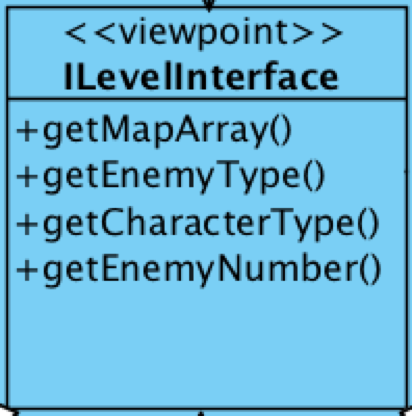 <<viewpoint>>
ILevelInterface
+getMapArray()
+getEnemyType()
+getCharacterType()
+getEnemyNumber()